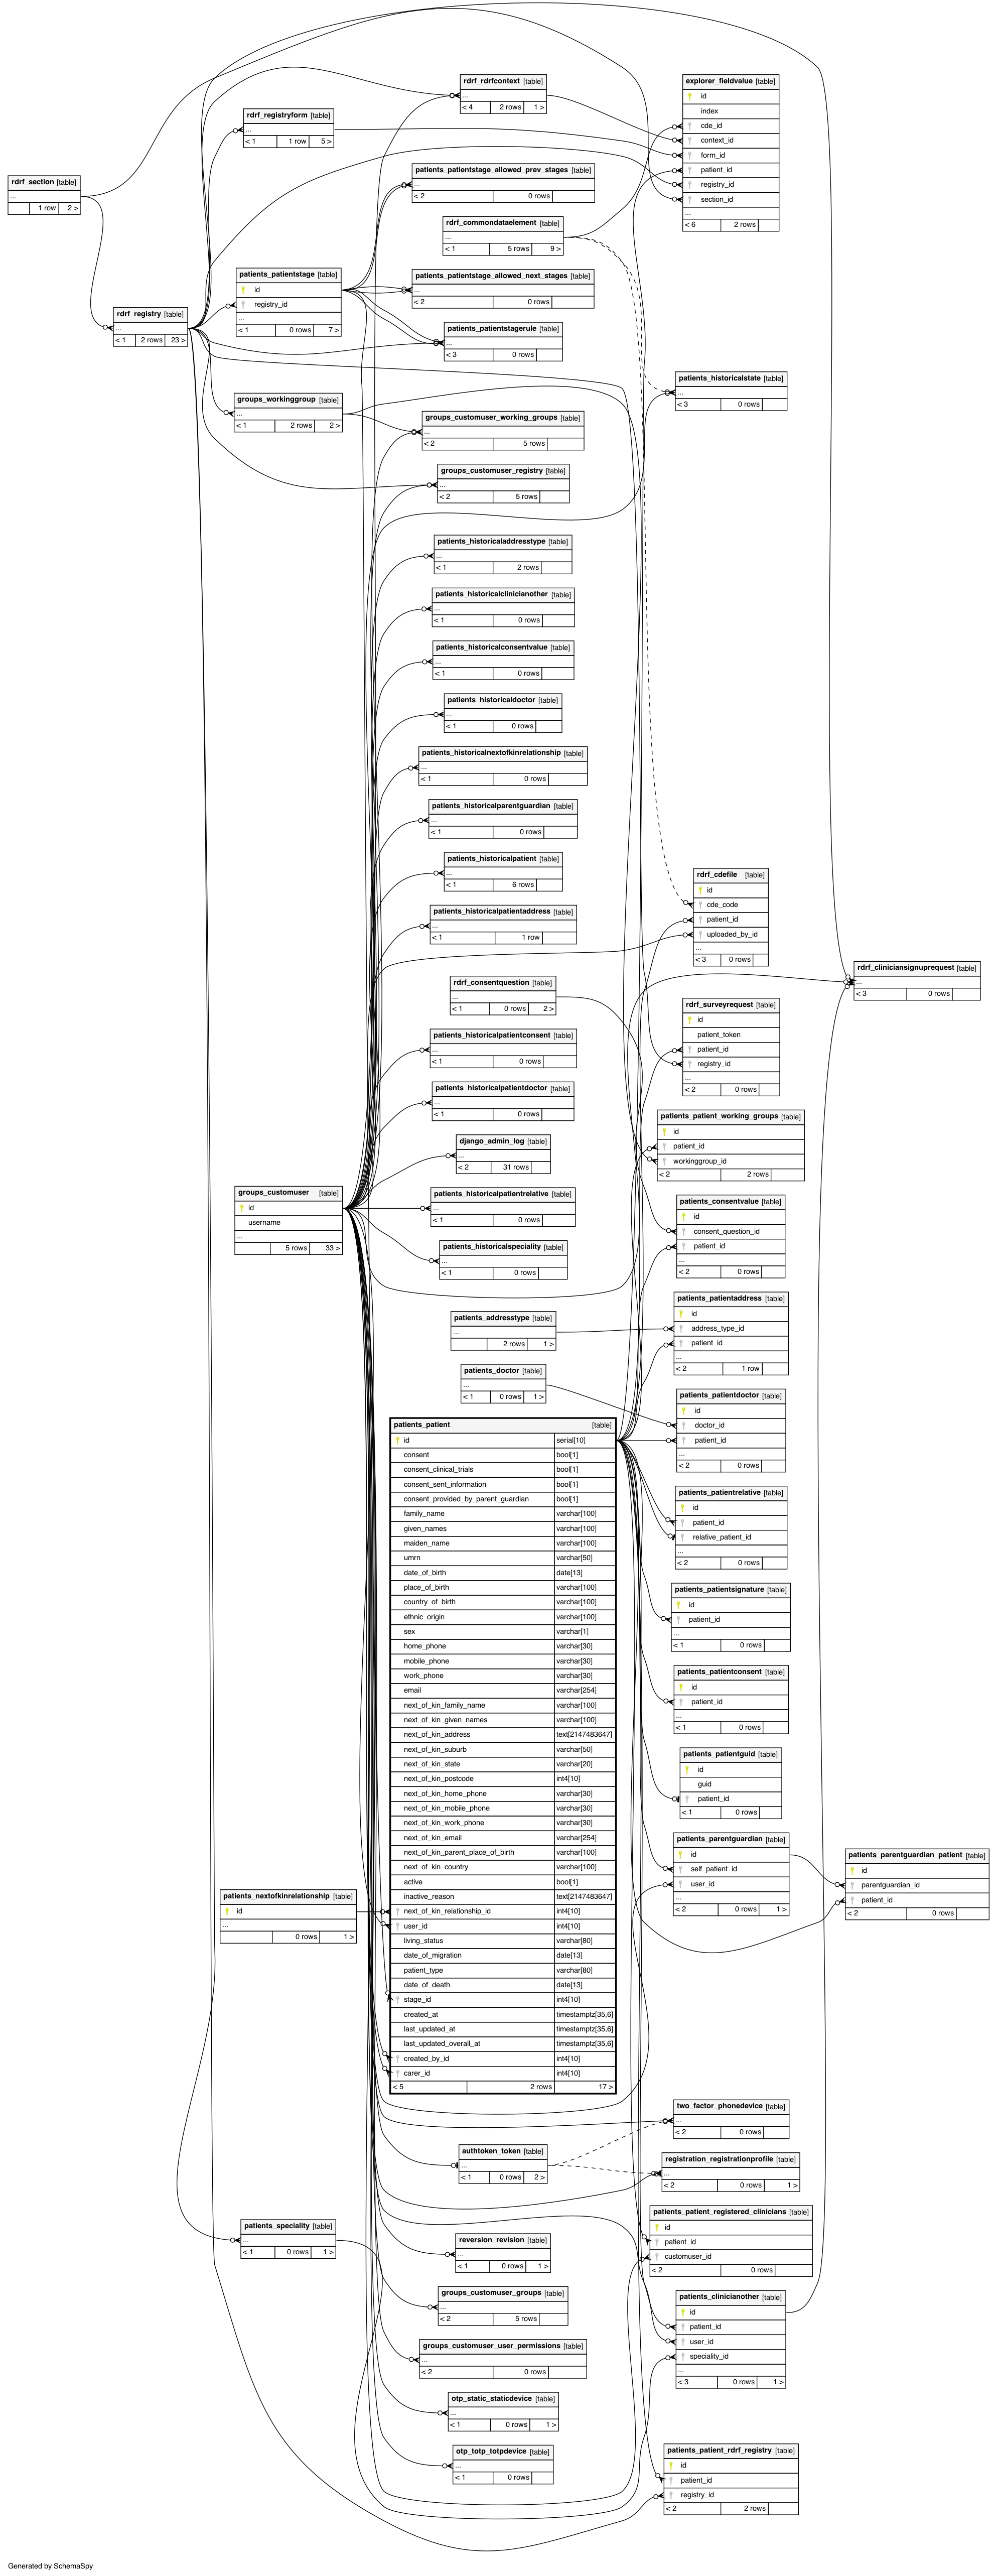 rdrf_rdrfcontext [table]
...
< 4 2 rows 1 >
explorer_fieldvalue [table]
id
index
cde_id
context_id
form_id
patient_id
registry_id
section_id
...
< 6 2 rows
rdrf_registryform [table]
...
< 1 1 row 5 >
patients_patientstage_allowed_prev_stages [table]
...
< 2 0 rows
rdrf_section [table]
...
1 row 2 >
rdrf_commondataelement [table]
...
< 1 5 rows 9 >
patients_patientstage [table]
id
registry_id
...
< 1 0 rows 7 >
patients_patientstage_allowed_next_stages [table]
...
< 2 0 rows
rdrf_registry [table]
...
< 1 2 rows 23 >
patients_patientstagerule [table]
...
< 3 0 rows
patients_historicalstate [table]
...
< 3 0 rows
groups_workinggroup [table]
...
< 1 2 rows 2 >
groups_customuser_working_groups [table]
...
< 2 5 rows
groups_customuser_registry [table]
...
< 2 5 rows
patients_historicaladdresstype [table]
...
< 1 2 rows
patients_historicalclinicianother [table]
...
< 1 0 rows
patients_historicalconsentvalue [table]
...
< 1 0 rows
patients_historicaldoctor [table]
...
< 1 0 rows
patients_historicalnextofkinrelationship [table]
...
< 1 0 rows
patients_historicalparentguardian [table]
...
< 1 0 rows
patients_historicalpatient [table]
...
< 1 6 rows
rdrf_cdefile [table]
id
cde_code
patient_id
uploaded_by_id
...
< 3 0 rows
patients_historicalpatientaddress [table]
...
< 1 1 row
rdrf_cliniciansignuprequest [table]
...
< 3 0 rows
rdrf_consentquestion [table]
...
< 1 0 rows 2 >
rdrf_surveyrequest [table]
id
patient_token
patient_id
registry_id
...
< 2 0 rows
patients_historicalpatientconsent [table]
...
< 1 0 rows
patients_historicalpatientdoctor [table]
...
< 1 0 rows
patients_patient_working_groups [table]
id
patient_id
workinggroup_id
< 2 2 rows
django_admin_log [table]
...
< 2 31 rows
groups_customuser [table]
id
username
...
5 rows 33 >
patients_historicalpatientrelative [table]
...
< 1 0 rows
patients_consentvalue [table]
id
consent_question_id
patient_id
...
< 2 0 rows
patients_historicalspeciality [table]
...
< 1 0 rows
patients_patientaddress [table]
id
address_type_id
patient_id
...
< 2 1 row
patients_addresstype [table]
...
2 rows 1 >
patients_doctor [table]
...
< 1 0 rows 1 >
patients_patientdoctor [table]
id
doctor_id
patient_id
...
< 2 0 rows
patients_patient [table]
id serial[10]
consent bool[1]
consent_clinical_trials bool[1]
consent_sent_information bool[1]
consent_provided_by_parent_guardian bool[1]
family_name varchar[100]
given_names varchar[100]
maiden_name varchar[100]
umrn varchar[50]
date_of_birth date[13]
place_of_birth varchar[100]
country_of_birth varchar[100]
ethnic_origin varchar[100]
sex varchar[1]
home_phone varchar[30]
mobile_phone varchar[30]
work_phone varchar[30]
email varchar[254]
next_of_kin_family_name varchar[100]
next_of_kin_given_names varchar[100]
next_of_kin_address text[2147483647]
next_of_kin_suburb varchar[50]
next_of_kin_state varchar[20]
next_of_kin_postcode int4[10]
next_of_kin_home_phone varchar[30]
next_of_kin_mobile_phone varchar[30]
next_of_kin_work_phone varchar[30]
next_of_kin_email varchar[254]
next_of_kin_parent_place_of_birth varchar[100]
next_of_kin_country varchar[100]
active bool[1]
inactive_reason text[2147483647]
next_of_kin_relationship_id int4[10]
user_id int4[10]
living_status varchar[80]
date_of_migration date[13]
patient_type varchar[80]
date_of_death date[13]
stage_id int4[10]
created_at timestamptz[35,6]
last_updated_at timestamptz[35,6]
last_updated_overall_at timestamptz[35,6]
created_by_id int4[10]
carer_id int4[10]
< 5 2 rows 17 >
patients_patientrelative [table]
id
patient_id
relative_patient_id
...
< 2 0 rows
patients_patientsignature [table]
id
patient_id
...
< 1 0 rows
patients_patientconsent [table]
id
patient_id
...
< 1 0 rows
patients_patientguid [table]
id
guid
patient_id
< 1 0 rows
patients_parentguardian [table]
id
self_patient_id
user_id
...
< 2 0 rows 1 >
patients_parentguardian_patient [table]
id
parentguardian_id
patient_id
< 2 0 rows
patients_nextofkinrelationship [table]
id
...
0 rows 1 >
two_factor_phonedevice [table]
...
< 2 0 rows
authtoken_token [table]
...
< 1 0 rows 2 >
registration_registrationprofile [table]
...
< 2 0 rows 1 >
patients_patient_registered_clinicians [table]
id
patient_id
customuser_id
< 2 0 rows
patients_speciality [table]
...
< 1 0 rows 1 >
reversion_revision [table]
...
< 1 0 rows 1 >
groups_customuser_groups [table]
...
< 2 5 rows
patients_clinicianother [table]
id
patient_id
user_id
speciality_id
...
< 3 0 rows 1 >
groups_customuser_user_permissions [table]
...
< 2 0 rows
otp_static_staticdevice [table]
...
< 1 0 rows 1 >
otp_totp_totpdevice [table]
...
< 1 0 rows
patients_patient_rdrf_registry [table]
id
patient_id
registry_id
< 2 2 rows
Generated by SchemaSpy